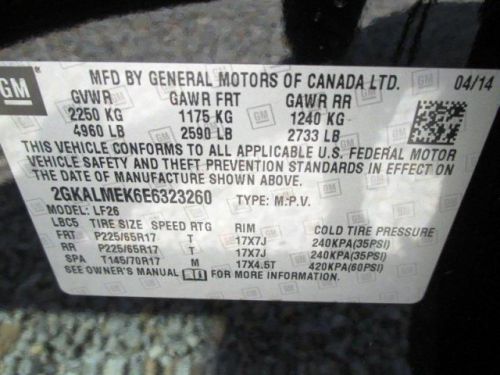 GM
MFD BY GENERAL MOTORS OF CANADA LTD. 04/14
GVWR GAWR FRT GAWR RR
2250 KG 1175 KG 1240 KG
4960 LB 2590 LB 2733 LB
THIS VEHICLE CONFORMS TO ALL APPLICABLE U.S. FEDERAL MOTOR
VEHICLE SAFETY AND THEFT PREVENTION STANDARDS IN EFFECT ON
THE DATE OF MANUFACTURE SHOWN ABOVE.
2GKALMEK6E6323260 TYPE: M.P.V.
MODEL: LF26
LBC5 TIRE SIZE SPEED RTG RIM COLD TIRE PRESSURE
FRT P225/65R17 T 17X7J 240KPA(35PSI)
RR P225/65R17 T 17X7J 240KPA(35PSI)
SPA T145/70R17 M 17X4.5T 420KPA(60PSI)
SEE OWNER'S MANUAL FOR MORE INFORMATION.